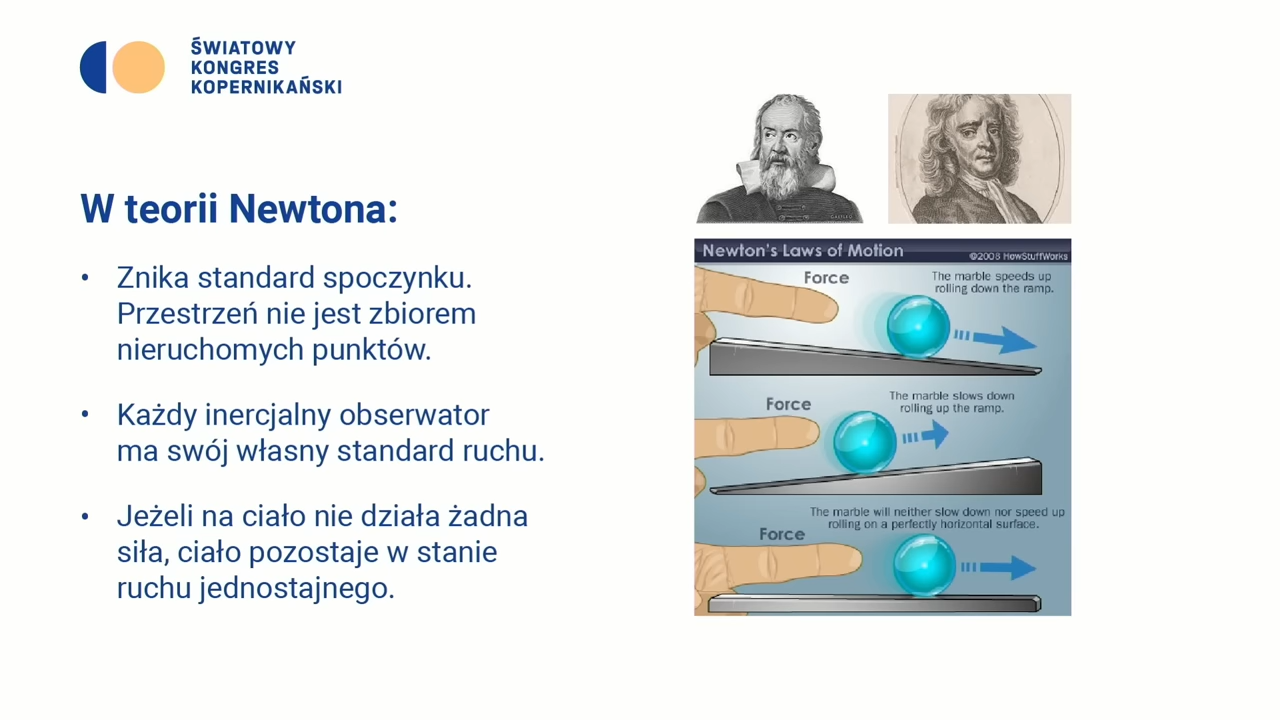 ŚWIATOWY
KONGRES
KOPERNIKAŃSKI
W teorii Newtona:
• Znika standard spoczynku.
Przestrzeń nie jest zbiorem
nieruchomych punktów.
• Każdy inercjalny obserwator
ma swój własny standard ruchu.
• Jeżeli na ciało nie działa żadna
siła, ciało pozostaje w stanie
ruchu jednostajnego.
GALILEO
Newton's Laws of Motion
©2008 HowStuffWorks
Force
The marble speeds up
rolling down the ramp.
Force
The marble slows down
rolling up the ramp.
Force
The marble will neither slow down nor speed up
rolling on a perfectly horizontal surface.